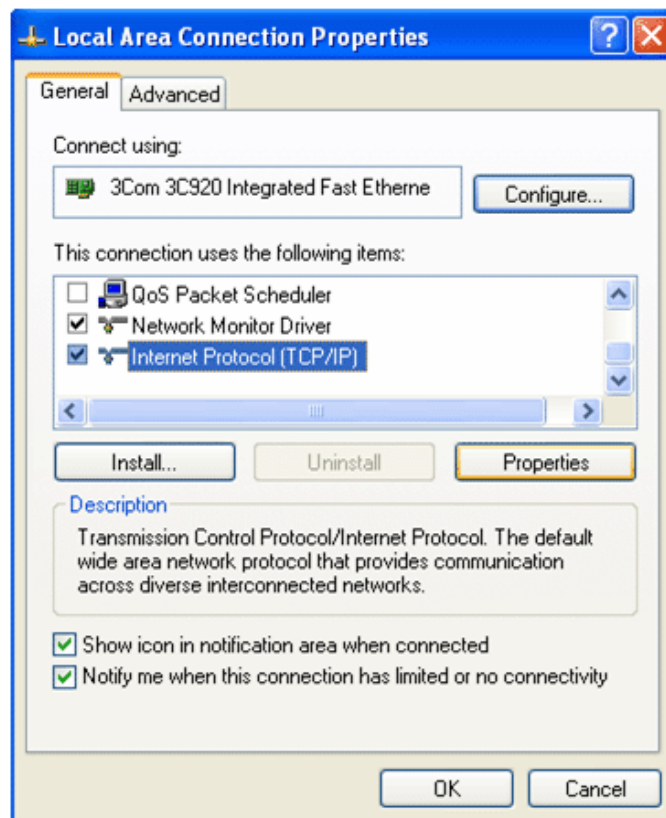 Local Area Connection Properties
General Advanced
Connect using:
3Com 3C920 Integrated Fast Etherne
Configure...
This connection uses the following items:
QoS Packet Scheduler
Network Monitor Driver
Internet Protocol (TCP/IP)
Install... Uninstall Properties
Description
Transmission Control Protocol/Internet Protocol. The default
wide area network protocol that provides communication
across diverse interconnected networks.
Show icon in notification area when connected
Notify me when this connection has limited or no connectivity
OK Cancel